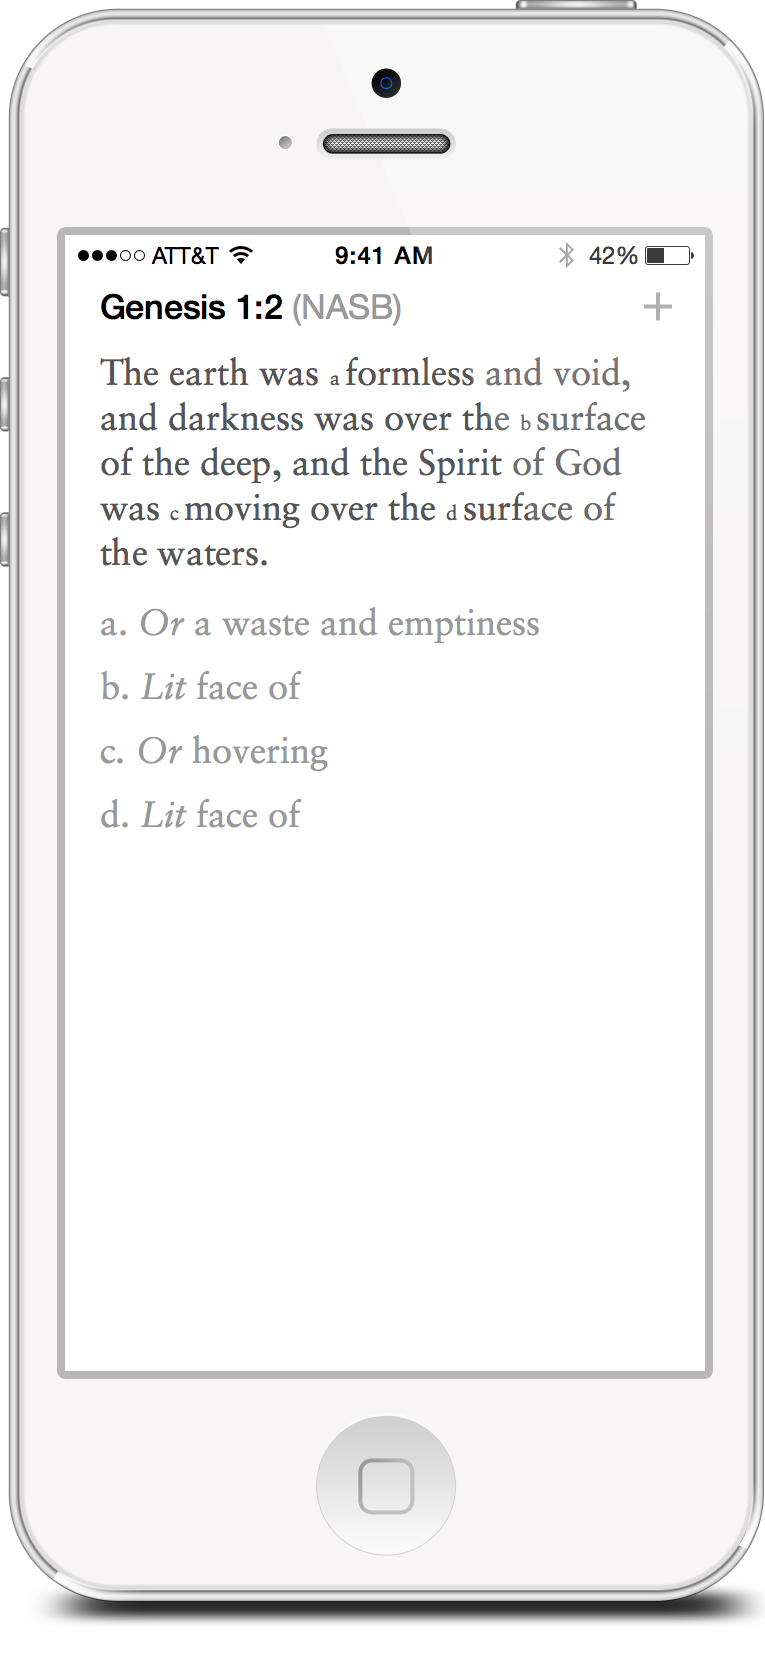 ATT&T 9:41 AM 42%
Genesis 1:2 (NASB) +
The earth was a formless and void,
and darkness was over the b surface
of the deep, and the Spirit of God
was c moving over the d surface of
the waters.
a. Or a waste and emptiness
b. Lit face of
c. Or hovering
d. Lit face of